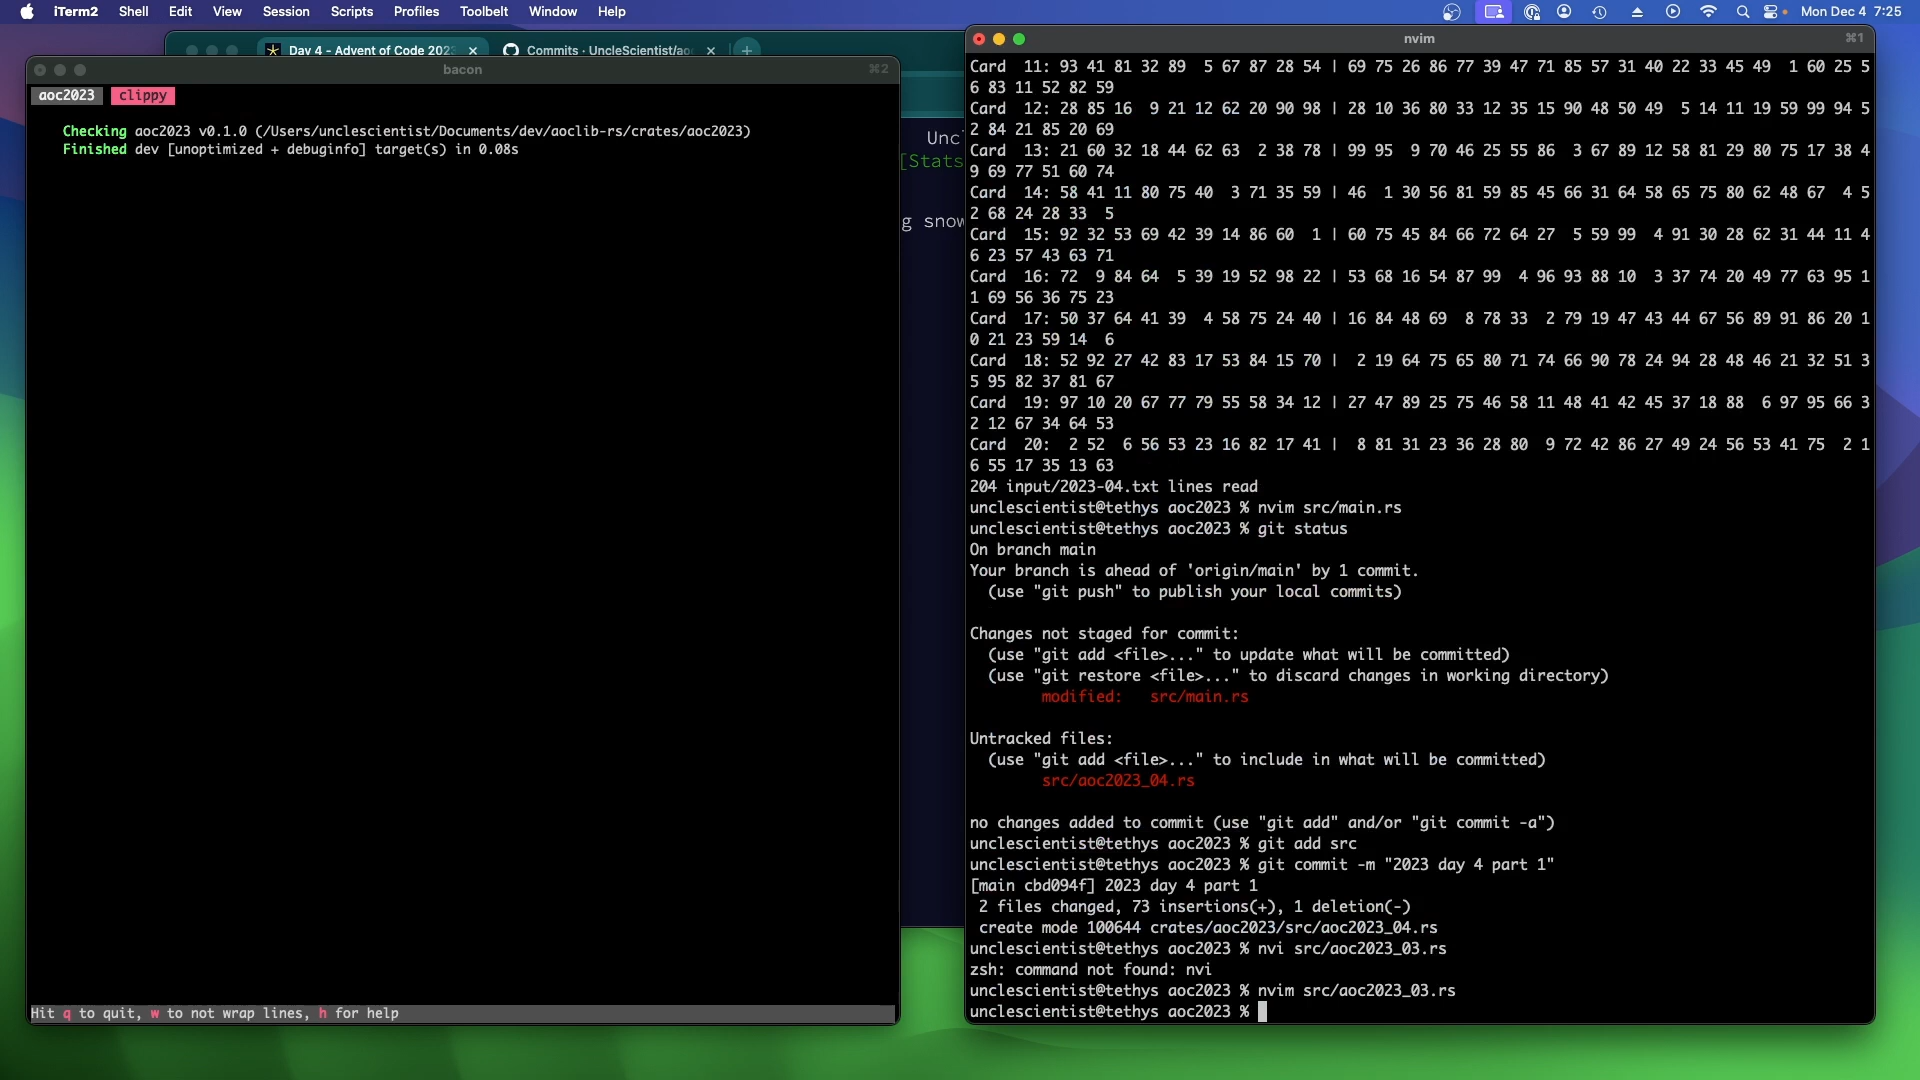 iTerm2 Shell Edit View Session Scripts Profiles Toolbelt Window Help Mon Dec 4 7:25
Day 4 - Advent of Code 2023
Commits · UncleScientist/ao
bacon ⌘2
aoc2023 clippy
Checking aoc2023 v0.1.0 (/Users/unclescientist/Documents/dev/aoclib-rs/crates/aoc2023)
Finished dev [unoptimized + debuginfo] target(s) in 0.08s
Hit q to quit, w to not wrap lines, h for help
Unc
[Stats
g snow
nvim ⌘1
Card  11: 93 41 81 32 89  5 67 87 28 54 | 69 75 26 86 77 39 47 71 85 57 31 40 22 33 45 49  1 60 25 5
6 83 11 52 82 59
Card  12: 28 85 16  9 21 12 62 20 90 98 | 28 10 36 80 33 12 35 15 90 48 50 49  5 14 11 19 59 99 94 5
2 84 21 85 20 69
Card  13: 21 60 32 18 44 62 63  2 38 78 | 99 95  9 70 46 25 55 86  3 67 89 12 58 81 29 80 75 17 38 4
9 69 77 51 60 74
Card  14: 58 41 11 80 75 40  3 71 35 59 | 46  1 30 56 81 59 85 45 66 31 64 58 65 75 80 62 48 67  4 5
2 68 24 28 33  5
Card  15: 92 32 53 69 42 39 14 86 60  1 | 60 75 45 84 66 72 64 27  5 59 99  4 91 30 28 62 31 44 11 4
6 23 57 43 63 71
Card  16: 72  9 84 64  5 39 19 52 98 22 | 53 68 16 54 87 99  4 96 93 88 10  3 37 74 20 49 77 63 95 1
1 69 56 36 75 23
Card  17: 50 37 64 41 39  4 58 75 24 40 | 16 84 48 69  8 78 33  2 79 19 47 43 44 67 56 89 91 86 20 1
0 21 23 59 14  6
Card  18: 52 92 27 42 83 17 53 84 15 70 |  2 19 64 75 65 80 71 74 66 90 78 24 94 28 48 46 21 32 51 3
5 95 82 37 81 67
Card  19: 97 10 20 67 77 79 55 58 34 12 | 27 47 89 25 75 46 58 11 48 41 42 45 37 18 88  6 97 95 66 3
2 12 67 34 64 53
Card  20:  2 52  6 56 53 23 16 82 17 41 |  8 81 31 23 36 28 80  9 72 42 86 27 49 24 56 53 41 75  2 1
6 55 17 35 13 63
204 input/2023-04.txt lines read
unclescientist@tethys aoc2023 % nvim src/main.rs
unclescientist@tethys aoc2023 % git status
On branch main
Your branch is ahead of 'origin/main' by 1 commit.
(use "git push" to publish your local commits)
Changes not staged for commit:
(use "git add <file>..." to update what will be committed)
(use "git restore <file>..." to discard changes in working directory)
modified:   src/main.rs
Untracked files:
(use "git add <file>..." to include in what will be committed)
src/aoc2023_04.rs
no changes added to commit (use "git add" and/or "git commit -a")
unclescientist@tethys aoc2023 % git add src
unclescientist@tethys aoc2023 % git commit -m "2023 day 4 part 1"
[main cbd094f] 2023 day 4 part 1
2 files changed, 73 insertions(+), 1 deletion(-)
create mode 100644 crates/aoc2023/src/aoc2023_04.rs
unclescientist@tethys aoc2023 % nvi src/aoc2023_03.rs
zsh: command not found: nvi
unclescientist@tethys aoc2023 % nvim src/aoc2023_03.rs
unclescientist@tethys aoc2023 %